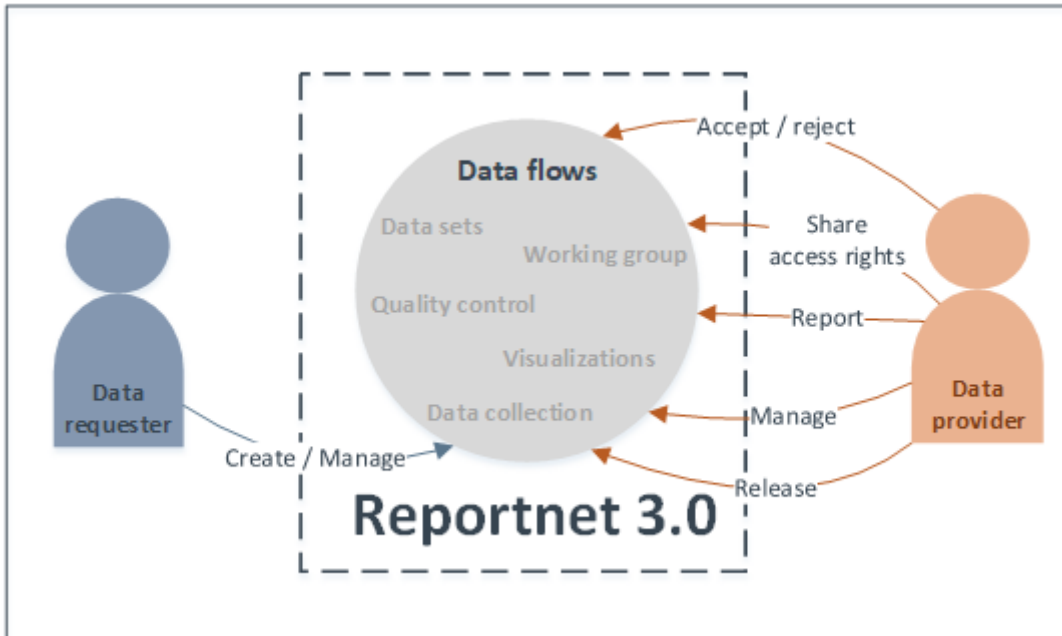 Accept / reject
Data flows
Data sets
Share
access rights
Working group
Quality control
Report
Visualizations
Data
requester
Data collection
Manage
Data
provider
Create / Manage
Release
Reportnet 3.0